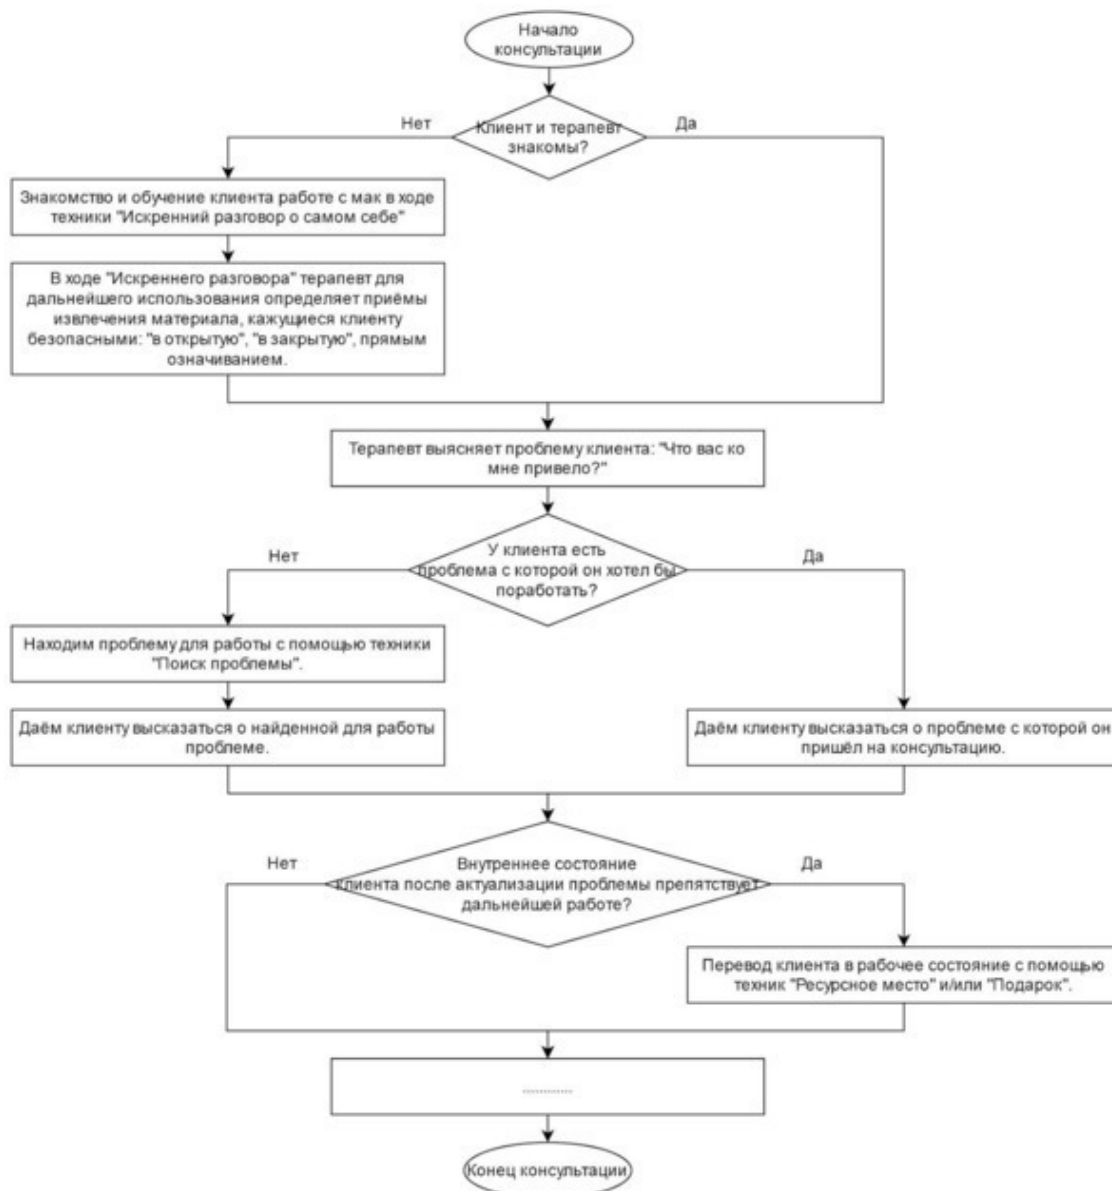 Начало
консультации
Клиент и терапевт
знакомы?
Нет
Да
Знакомство и обучение клиента работе с мак в ходе
техники "Искренний разговор о самом себе"
В ходе "Искреннего разговора" терапевт для
дальнейшего использования определяет приёмы
извлечения материала, кажущиеся клиенту
безопасными: "в открытую", "в закрытую", прямым
означиванием.
Терапевт выясняет проблему клиента: "Что вас ко
мне привело?"
У клиента есть
проблема с которой он хотел бы
поработать?
Нет
Да
Находим проблему для работы с помощью техники
"Поиск проблемы".
Даём клиенту высказаться о найденной для работы
проблеме.
Даём клиенту высказаться о проблеме с которой он
пришёл на консультацию.
Внутреннее состояние
клиента после актуализации проблемы препятствует
дальнейшей работе?
Нет
Да
Перевод клиента в рабочее состояние с помощью
техник "Ресурсное место" и/или "Подарок".
.............
Конец консультации